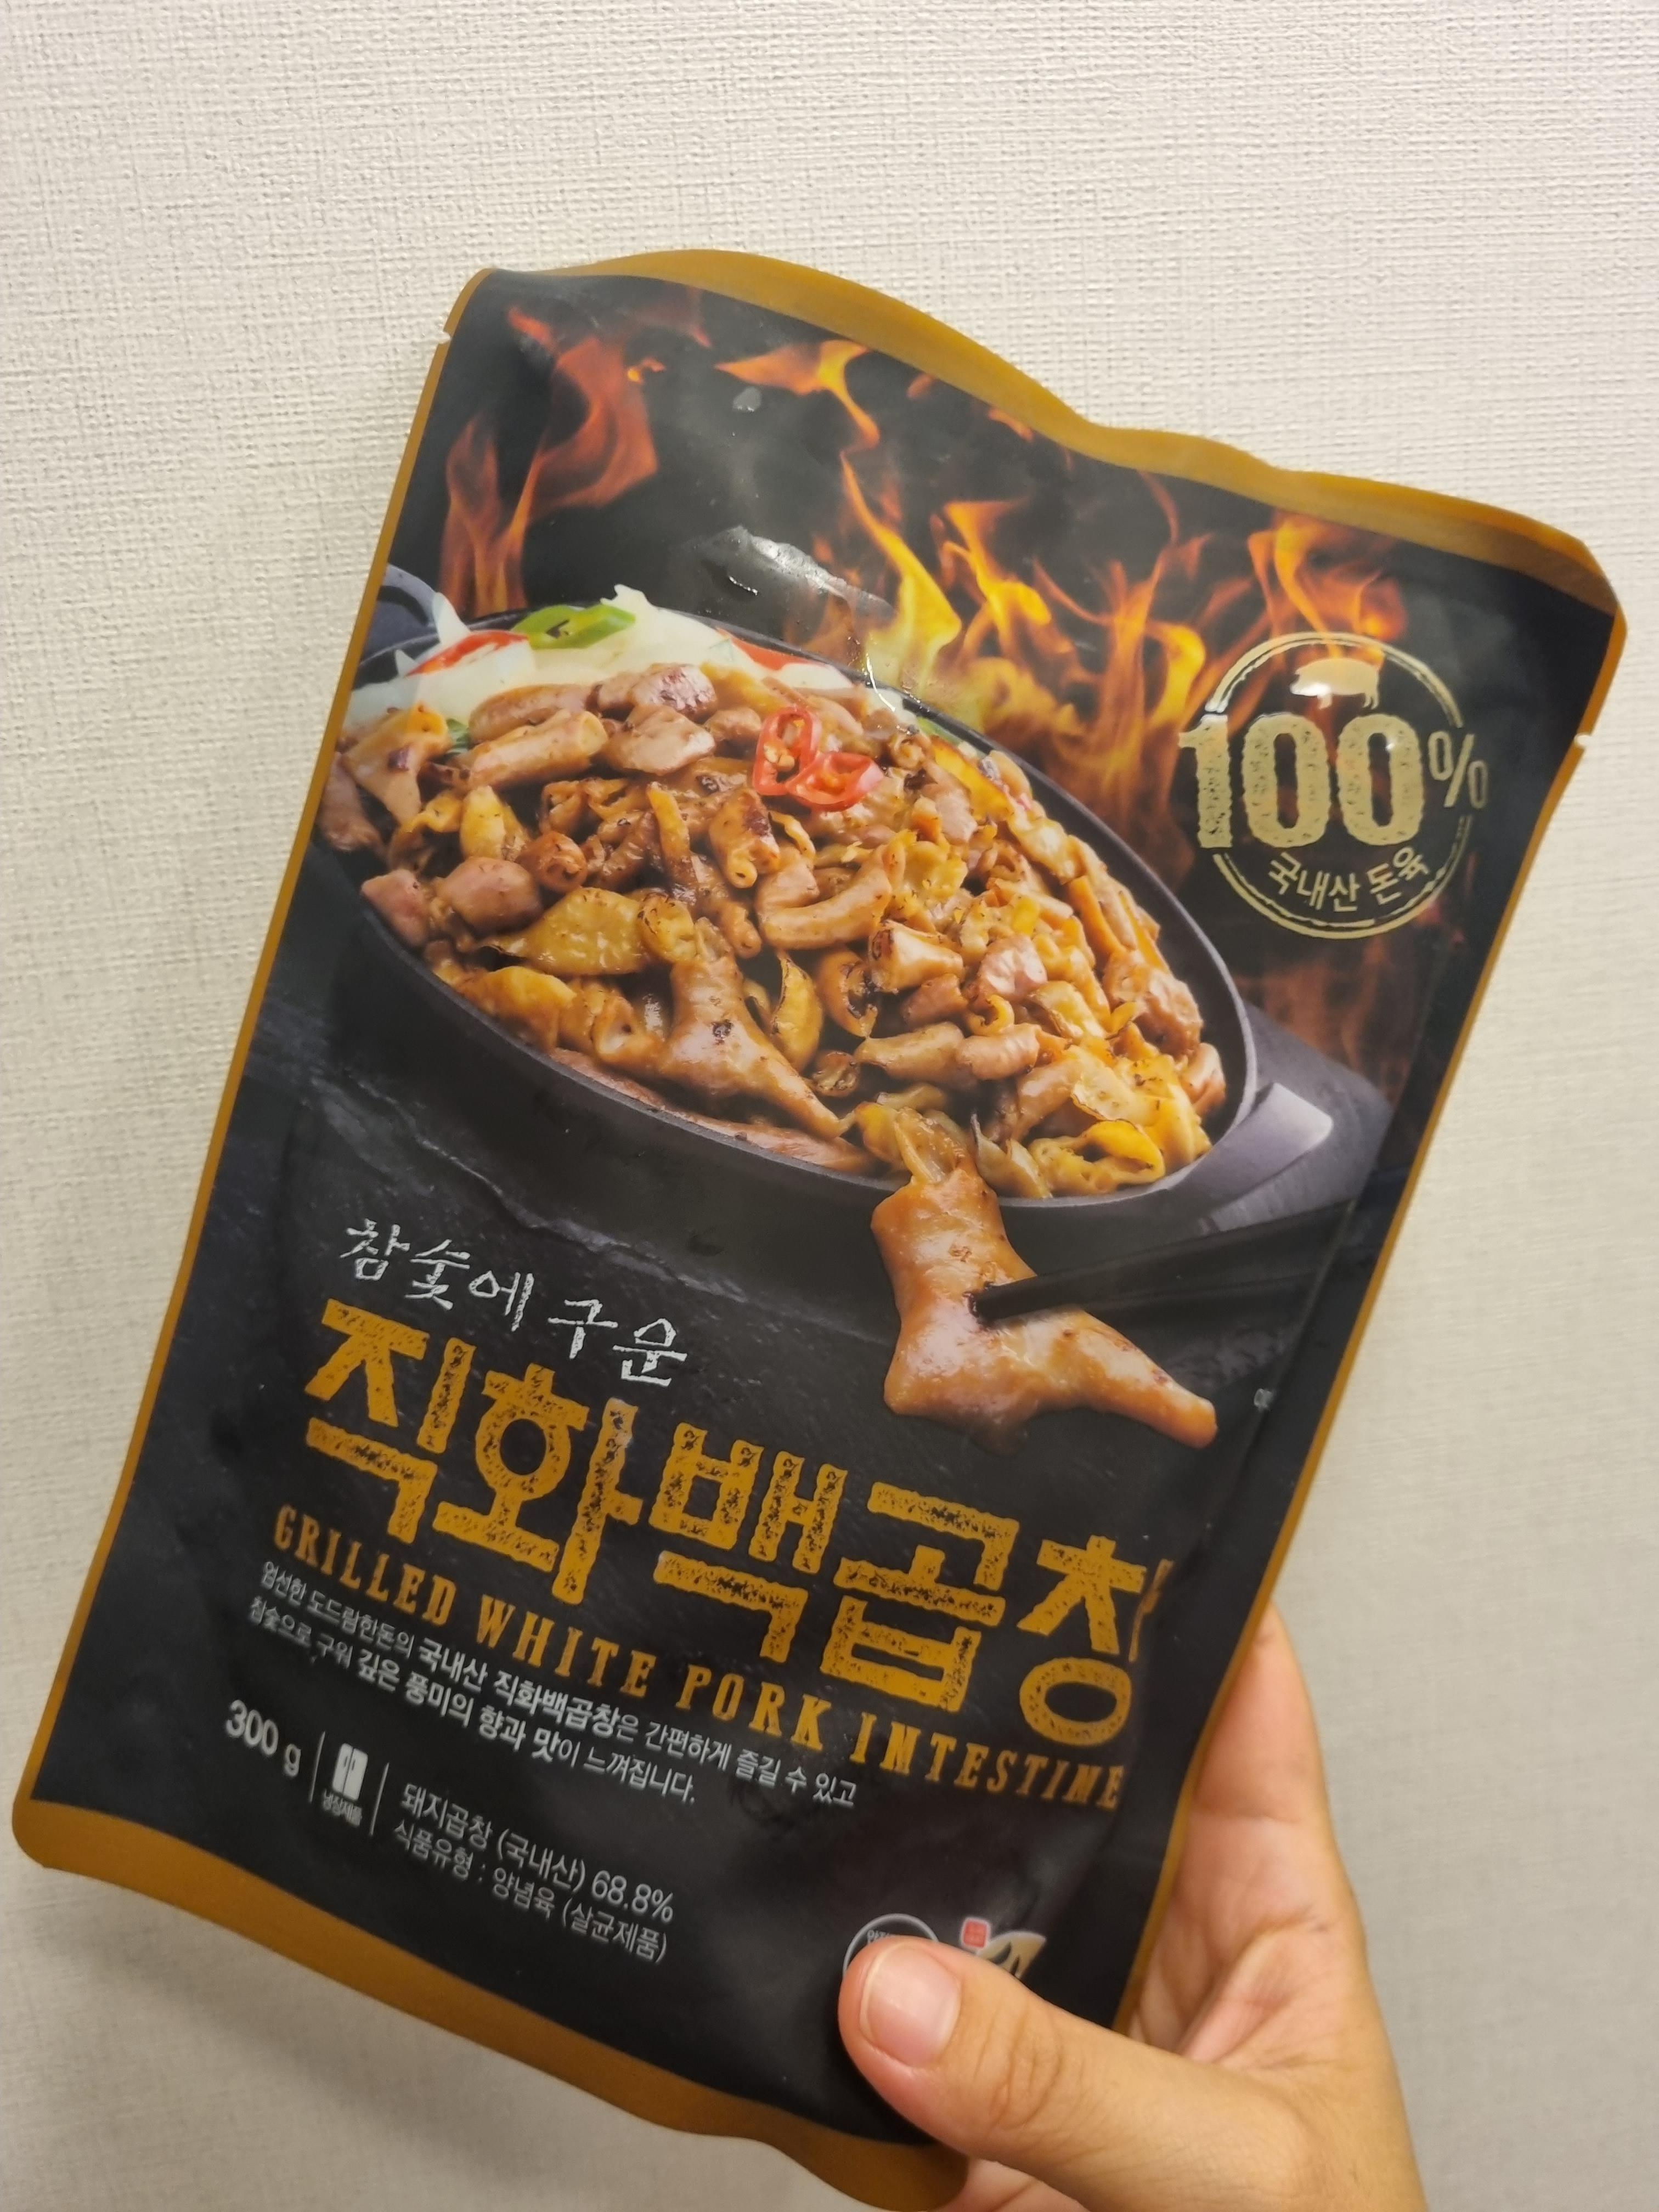 100%
국내산 돈육
참숯에 구운
직화백곱창
GRILLED WHITE PORK INTESTINE
엄선한 도드람한돈의 국내산 직화백곱창은 간편하게 즐길 수 있고
참숯으로 구워 깊은 풍미의 향과 맛이 느껴집니다.
300 g
냉장제품
돼지곱창 (국내산) 68.8%
식품유형 : 양념육 (살균제품)